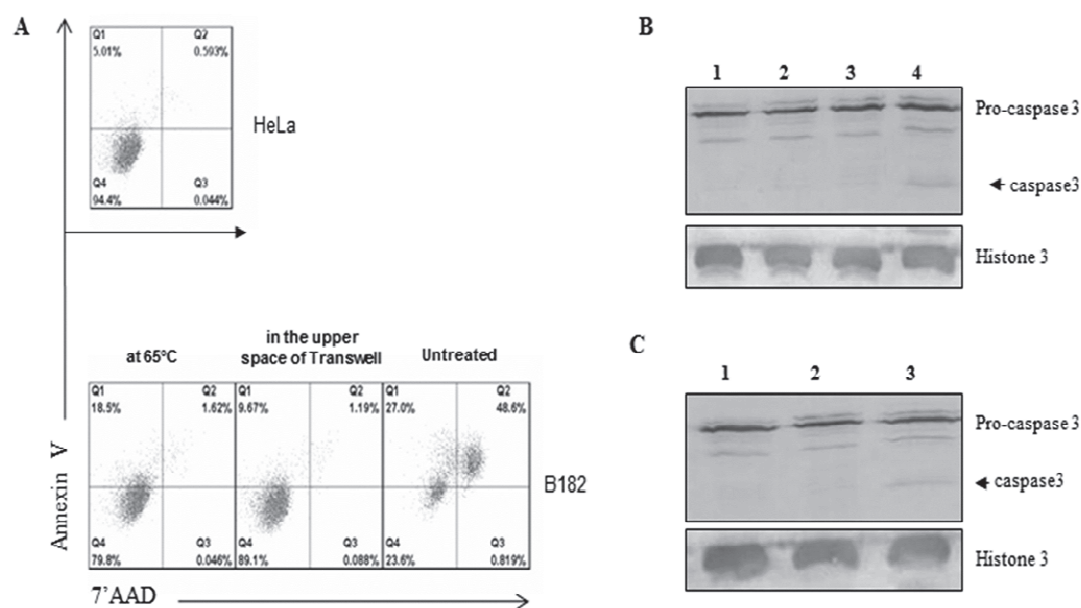 A
Q1
5.01%
Q2
0.593%
Q4
94.4%
Q3
0.044%
HeLa
at 65°C
in the upper
space of Transwell
Untreated
Q1
18.5%
Q2
1.62%
Q4
79.8%
Q3
0.046%
Q1
9.67%
Q2
1.19%
Q4
89.1%
Q3
0.088%
Q1
27.0%
Q2
48.6%
Q4
23.6%
Q3
0.819%
B182
Annexin V
7'AAD
B
1 2 3 4
Pro-caspase 3
caspase3
Histone 3
C
1 2 3
Pro-caspase 3
caspase3
Histone 3